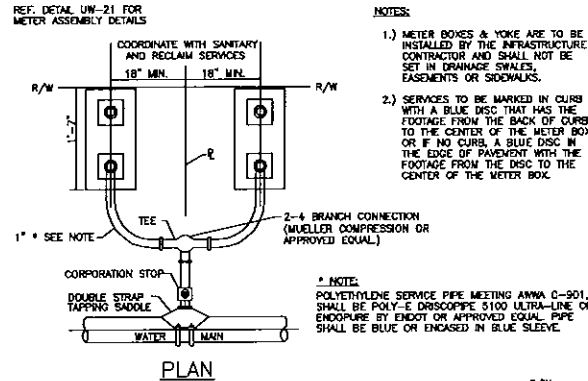 REF. DETAIL UW-21 FOR
METER ASSEMBLY DETAILS
COORDINATE WITH SANITARY
AND RECLAIM SERVICES
18" MIN.
18" MIN.
R/W
R/W
1'-2"
TEE
1" * SEE NOTE
2-4 BRANCH CONNECTION
(MUELLER COMPRESSION OR
APPROVED EQUAL)
CORPORATION STOP
DOUBLE STRAP
TAPPING SADDLE
WATER
MAIN
PLAN
NOTES:
1.) METER BOXES & YOKE ARE TO BE
INSTALLED BY THE INFRASTRUCTURE
CONTRACTOR AND SHALL NOT BE
SET IN DRAINAGE SWALES,
EASEMENTS OR SIDEWALKS.
2.) SERVICES TO BE MARKED IN CURB
WITH A BLUE DISC THAT HAS THE
FOOTAGE FROM THE BACK OF CURB
TO THE CENTER OF THE METER BOX
OR IF NO CURB, A BLUE DISC IN
THE EDGE OF PAVEMENT WITH THE
FOOTAGE FROM THE DISC TO THE
CENTER OF THE METER BOX.
* NOTE:
POLYETHYLENE SERVICE PIPE MEETING AWWA C-901,
SHALL BE POLY-E DRISCOPIPE 5100 ULTRA-LINE OR
ENDOPURE BY ENDOT OR APPROVED EQUAL. PIPE
SHALL BE BLUE OR ENCASED IN BLUE SLEEVE.